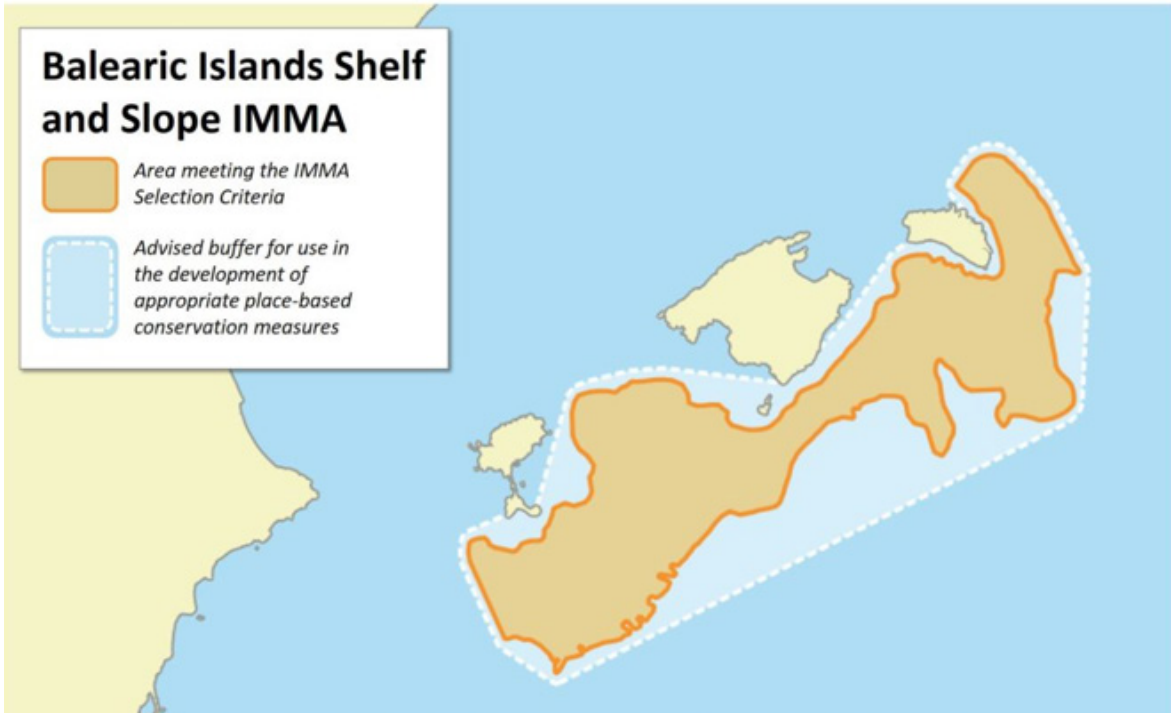 Balearic Islands Shelf
and Slope IMMA
Area meeting the IMMA
Selection Criteria
Advised buffer for use in
the development of
appropriate place-based
conservation measures